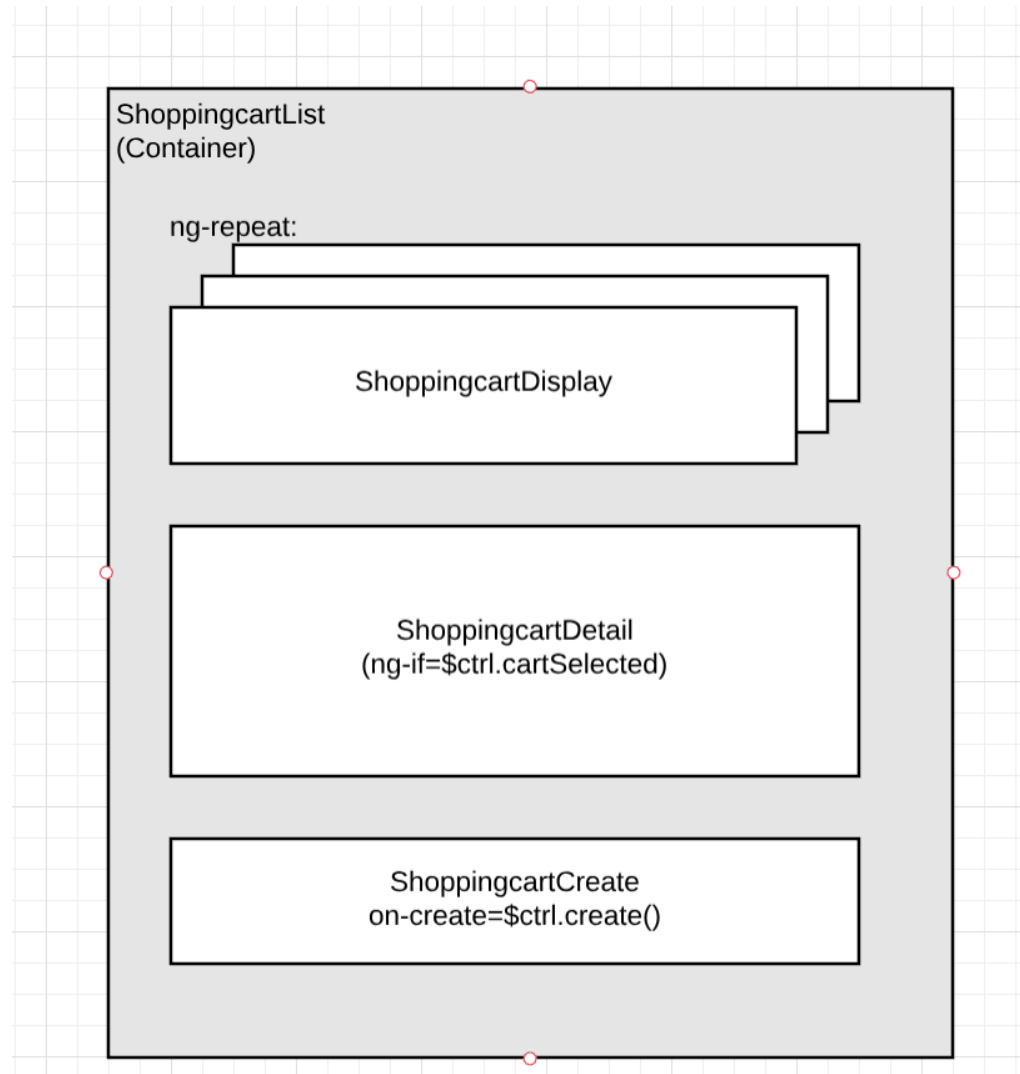 ShoppingcartList
(Container)
ng-repeat:
ShoppingcartDisplay
ShoppingcartDetail
(ng-if=$ctrl.cartSelected)
ShoppingcartCreate
on-create=$ctrl.create()